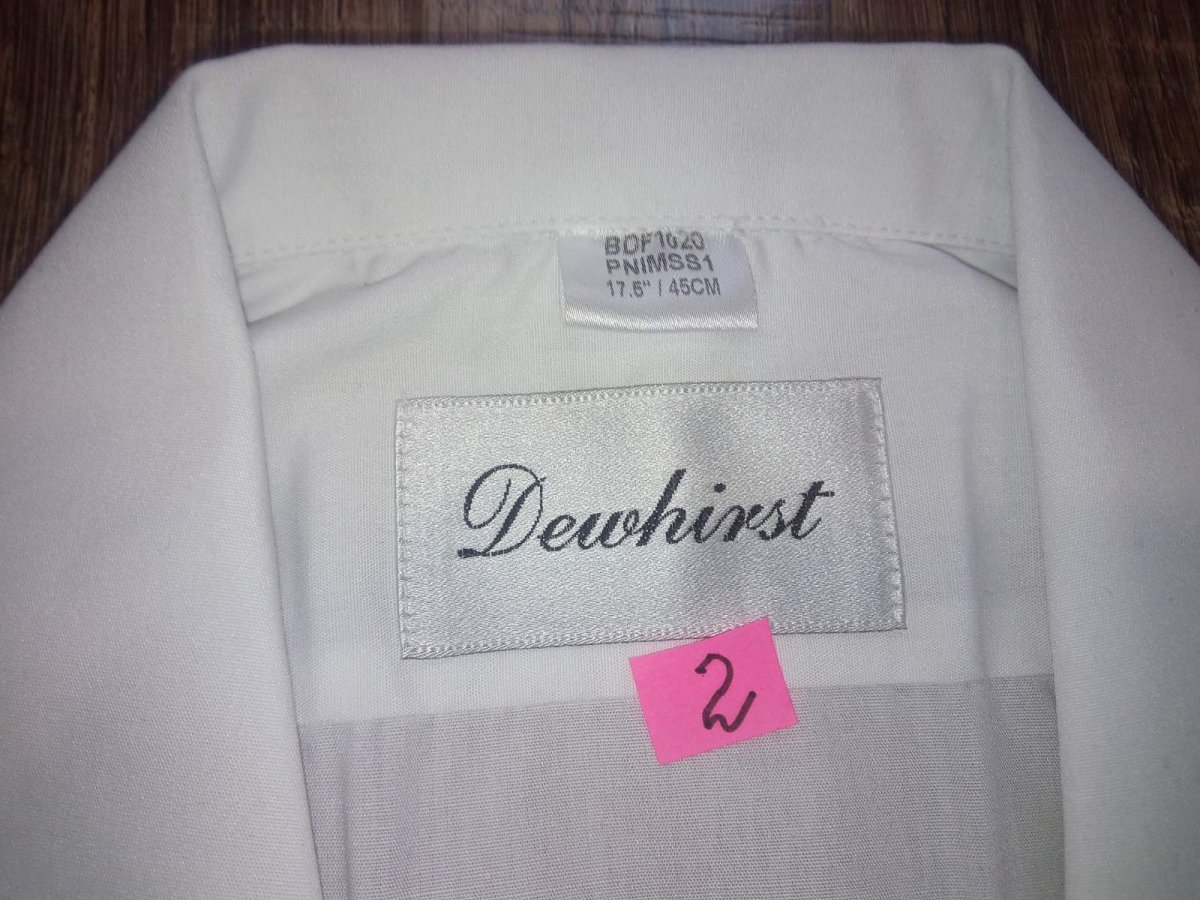 BDF1020
PNIMSS1
17.5" / 45CM
Dewhirst
2